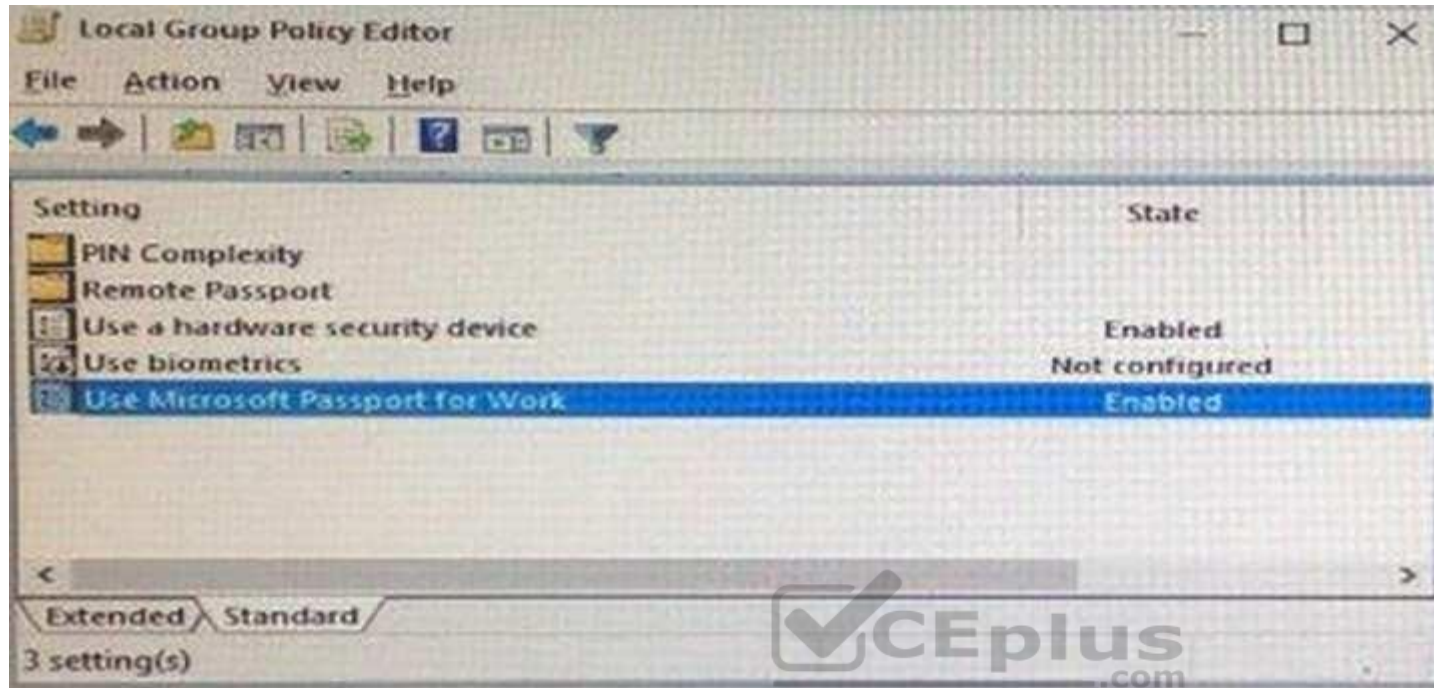 Local Group Policy Editor
File Action View Help
Setting State
PIN Complexity
Remote Passport
Use a hardware security device Enabled
Use biometrics Not configured
Use Microsoft Passport for Work Enabled
Extended Standard
3 setting(s)
CEplus
.com